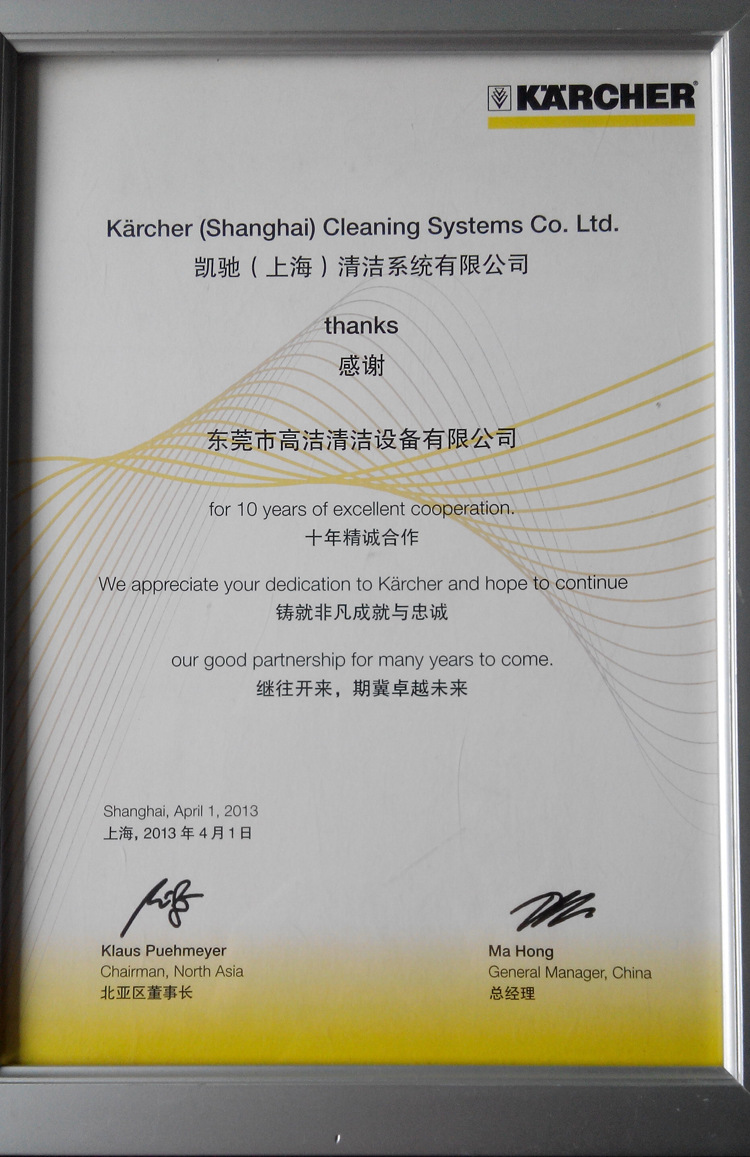 KÄRCHER®
Kärcher (Shanghai) Cleaning Systems Co. Ltd.
凯驰（上海）清洁系统有限公司
thanks
感谢
东莞市高洁清洁设备有限公司
for 10 years of excellent cooperation.
十年精诚合作
We appreciate your dedication to Kärcher and hope to continue
铸就非凡成就与忠诚
our good partnership for many years to come.
继往开来，期冀卓越未来
Shanghai, April 1, 2013
上海, 2013 年 4 月 1 日
Klaus Puehmeyer
Chairman, North Asia
北亚区董事长
Ma Hong
General Manager, China
总经理